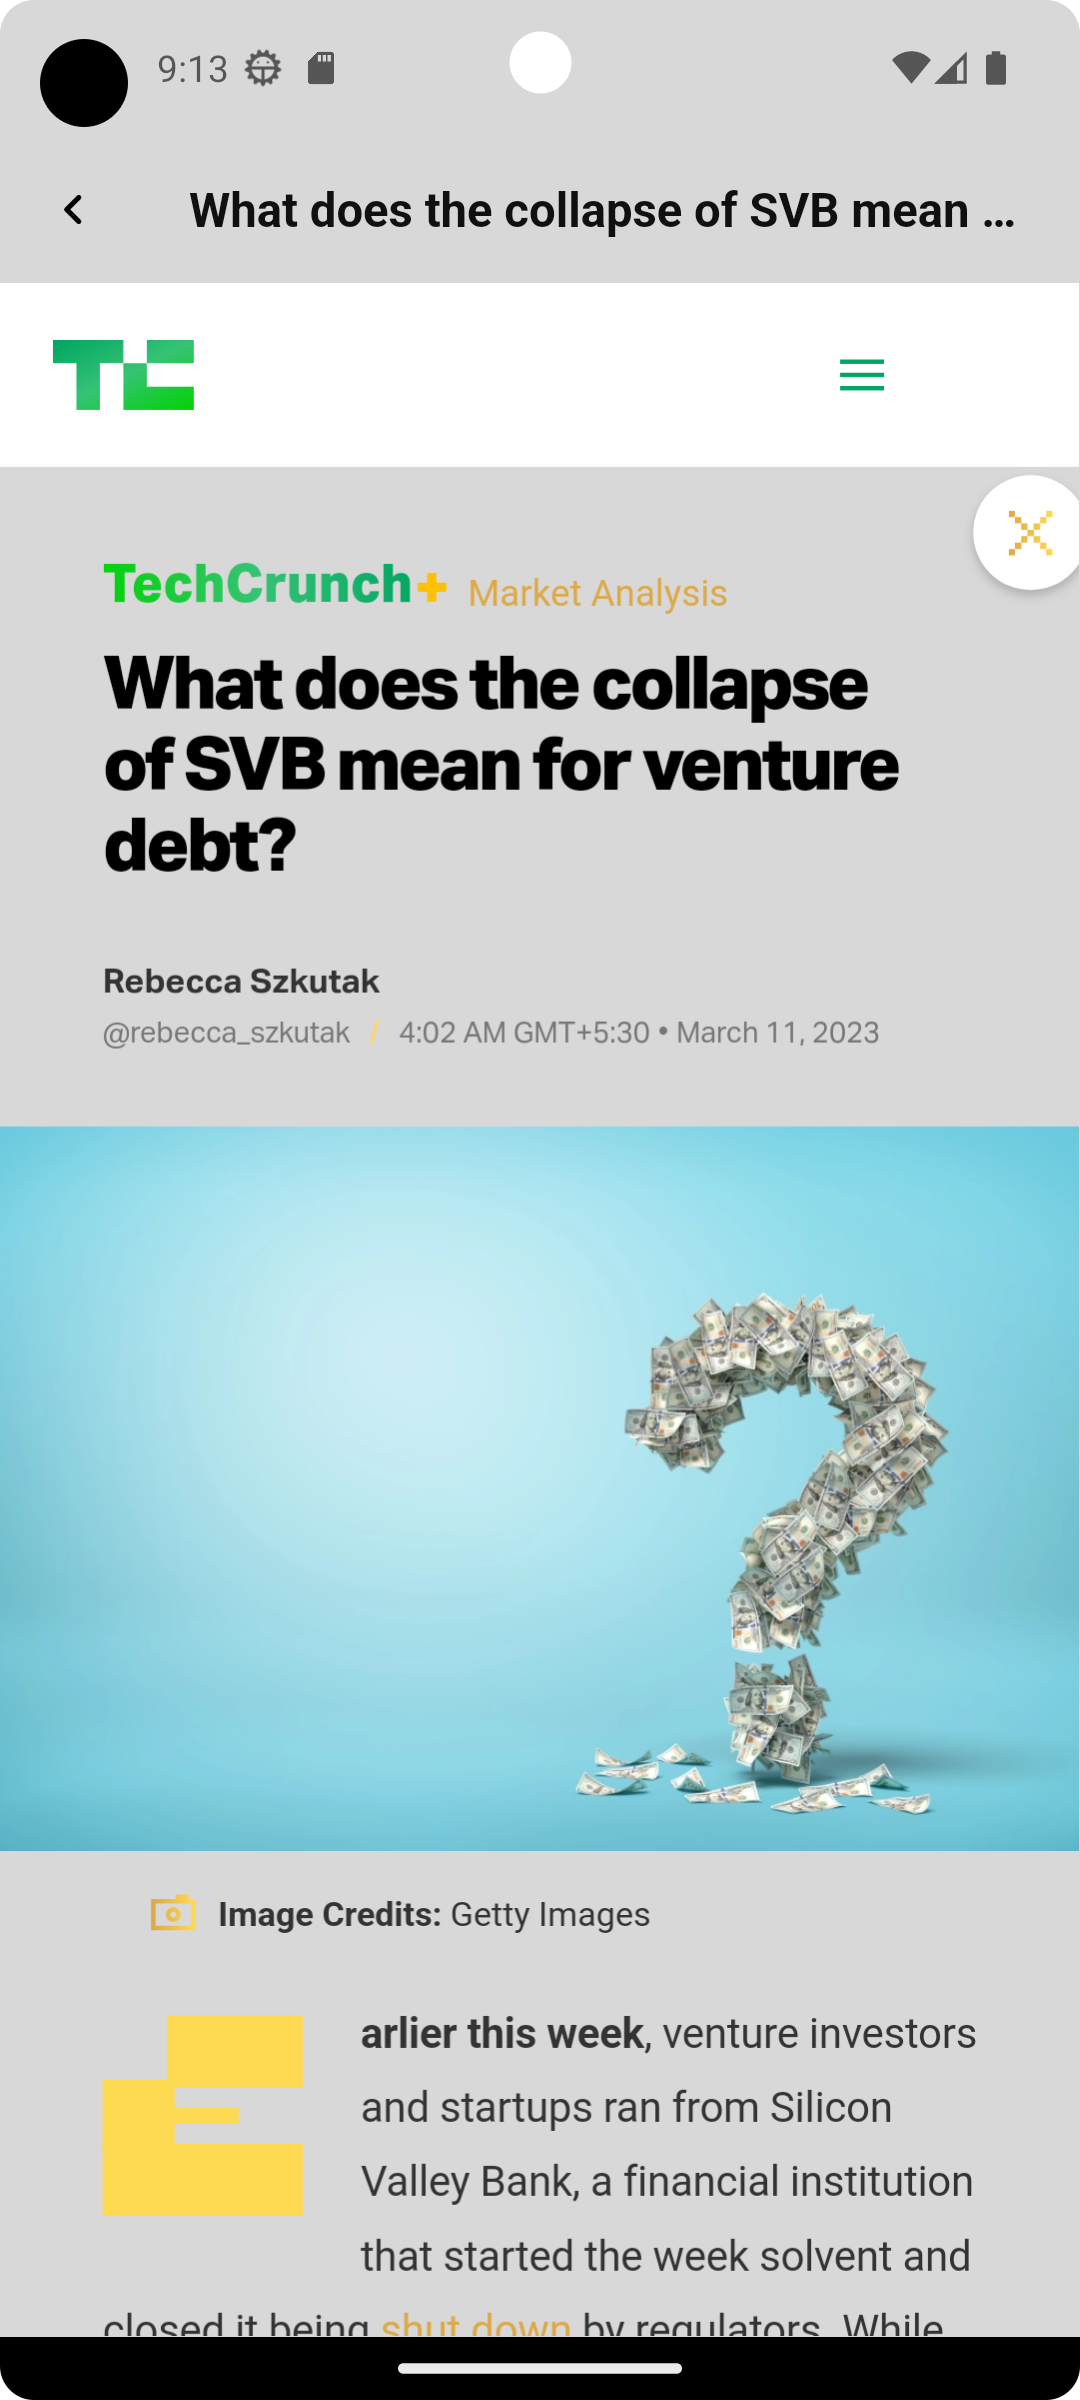 9:13
What does the collapse of SVB mean ...
TC
TechCrunch+ Market Analysis
What does the collapse
of SVB mean for venture
debt?
Rebecca Szkutak
@rebecca_szkutak / 4:02 AM GMT+5:30 • March 11, 2023
Image Credits: Getty Images
Earlier this week, venture investors
and startups ran from Silicon
Valley Bank, a financial institution
that started the week solvent and
closed it being shut down by regulators. While